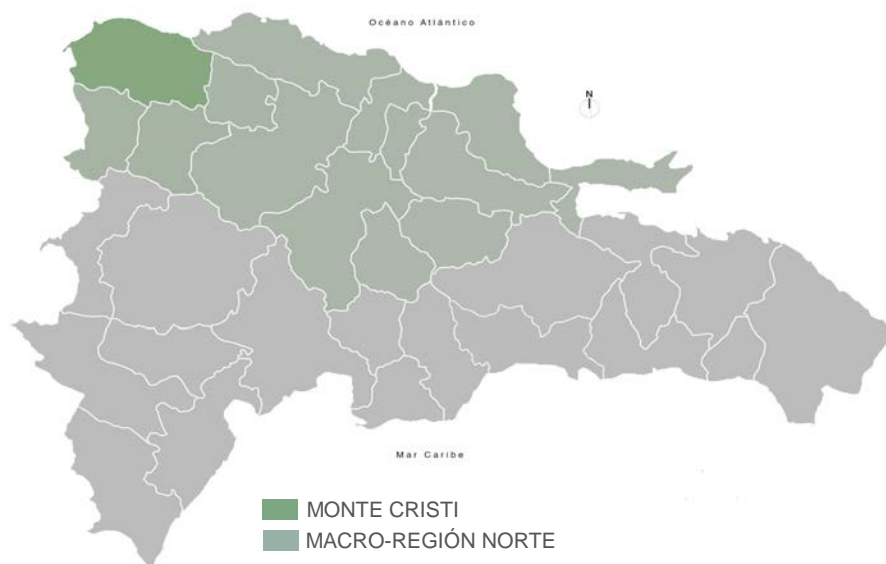 Océano Atlántico
N
Mar Caribe
MONTE CRISTI
MACRO-REGIÓN NORTE